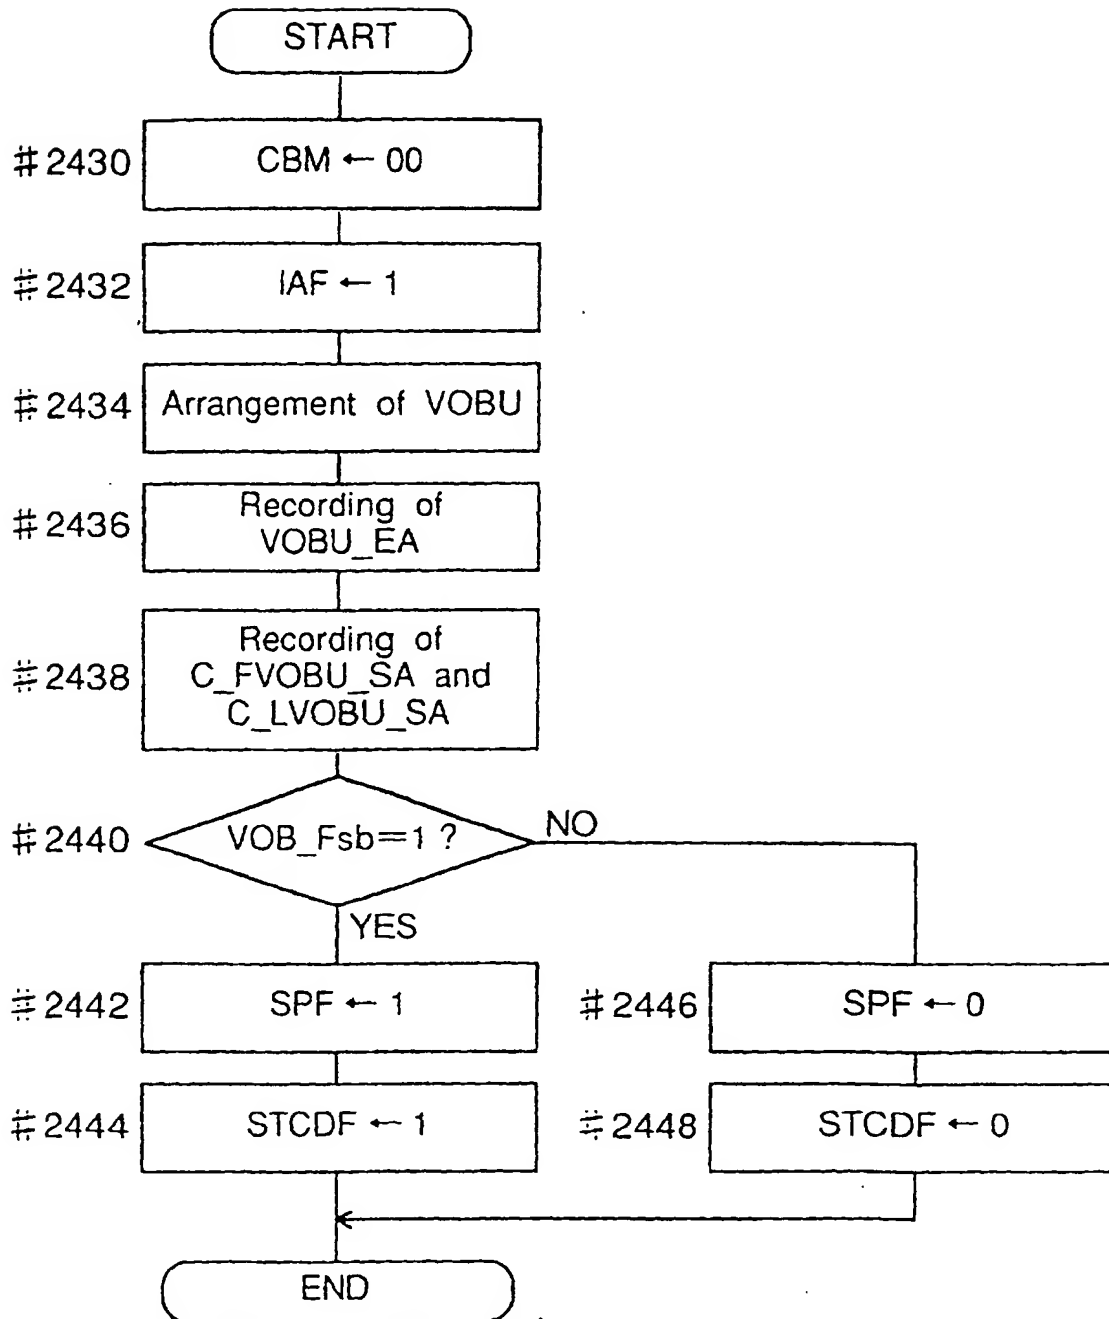 START
#2430
CBM ← 00
#2432
IAF ← 1
#2434
Arrangement of VOBU
#2436
Recording of
VOBU_EA
#2438
Recording of
C_FVOBU_SA and
C_LVOBU_SA
#2440
VOB_Fsb=1 ?
NO
YES
#2442
SPF ← 1
#2446
SPF ← 0
#2444
STCDF ← 1
#2448
STCDF ← 0
END